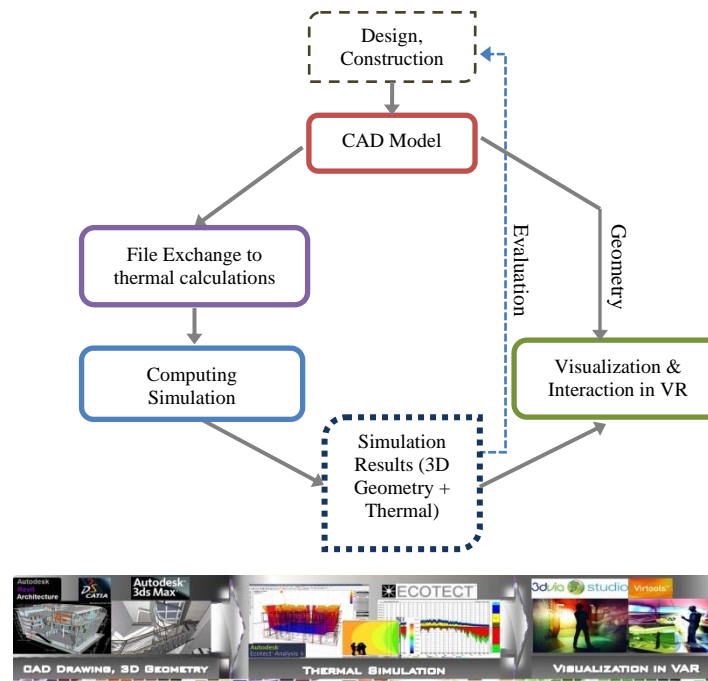 Design,
Construction
CAD Model
File Exchange to
thermal calculations
Evaluation
Geometry
Computing
Simulation
Visualization &
Interaction in VR
Simulation
Results (3D
Geometry +
Thermal)
Autodesk
Revit
Architecture
CATIA
Autodesk
3ds Max
ECOTECT
Autodesk
Ecotect Analysis
3dvia studio
Virtools
CAD DRAWING, 3D GEOMETRY
THERMAL SIMULATION
VISUALIZATION IN VAR